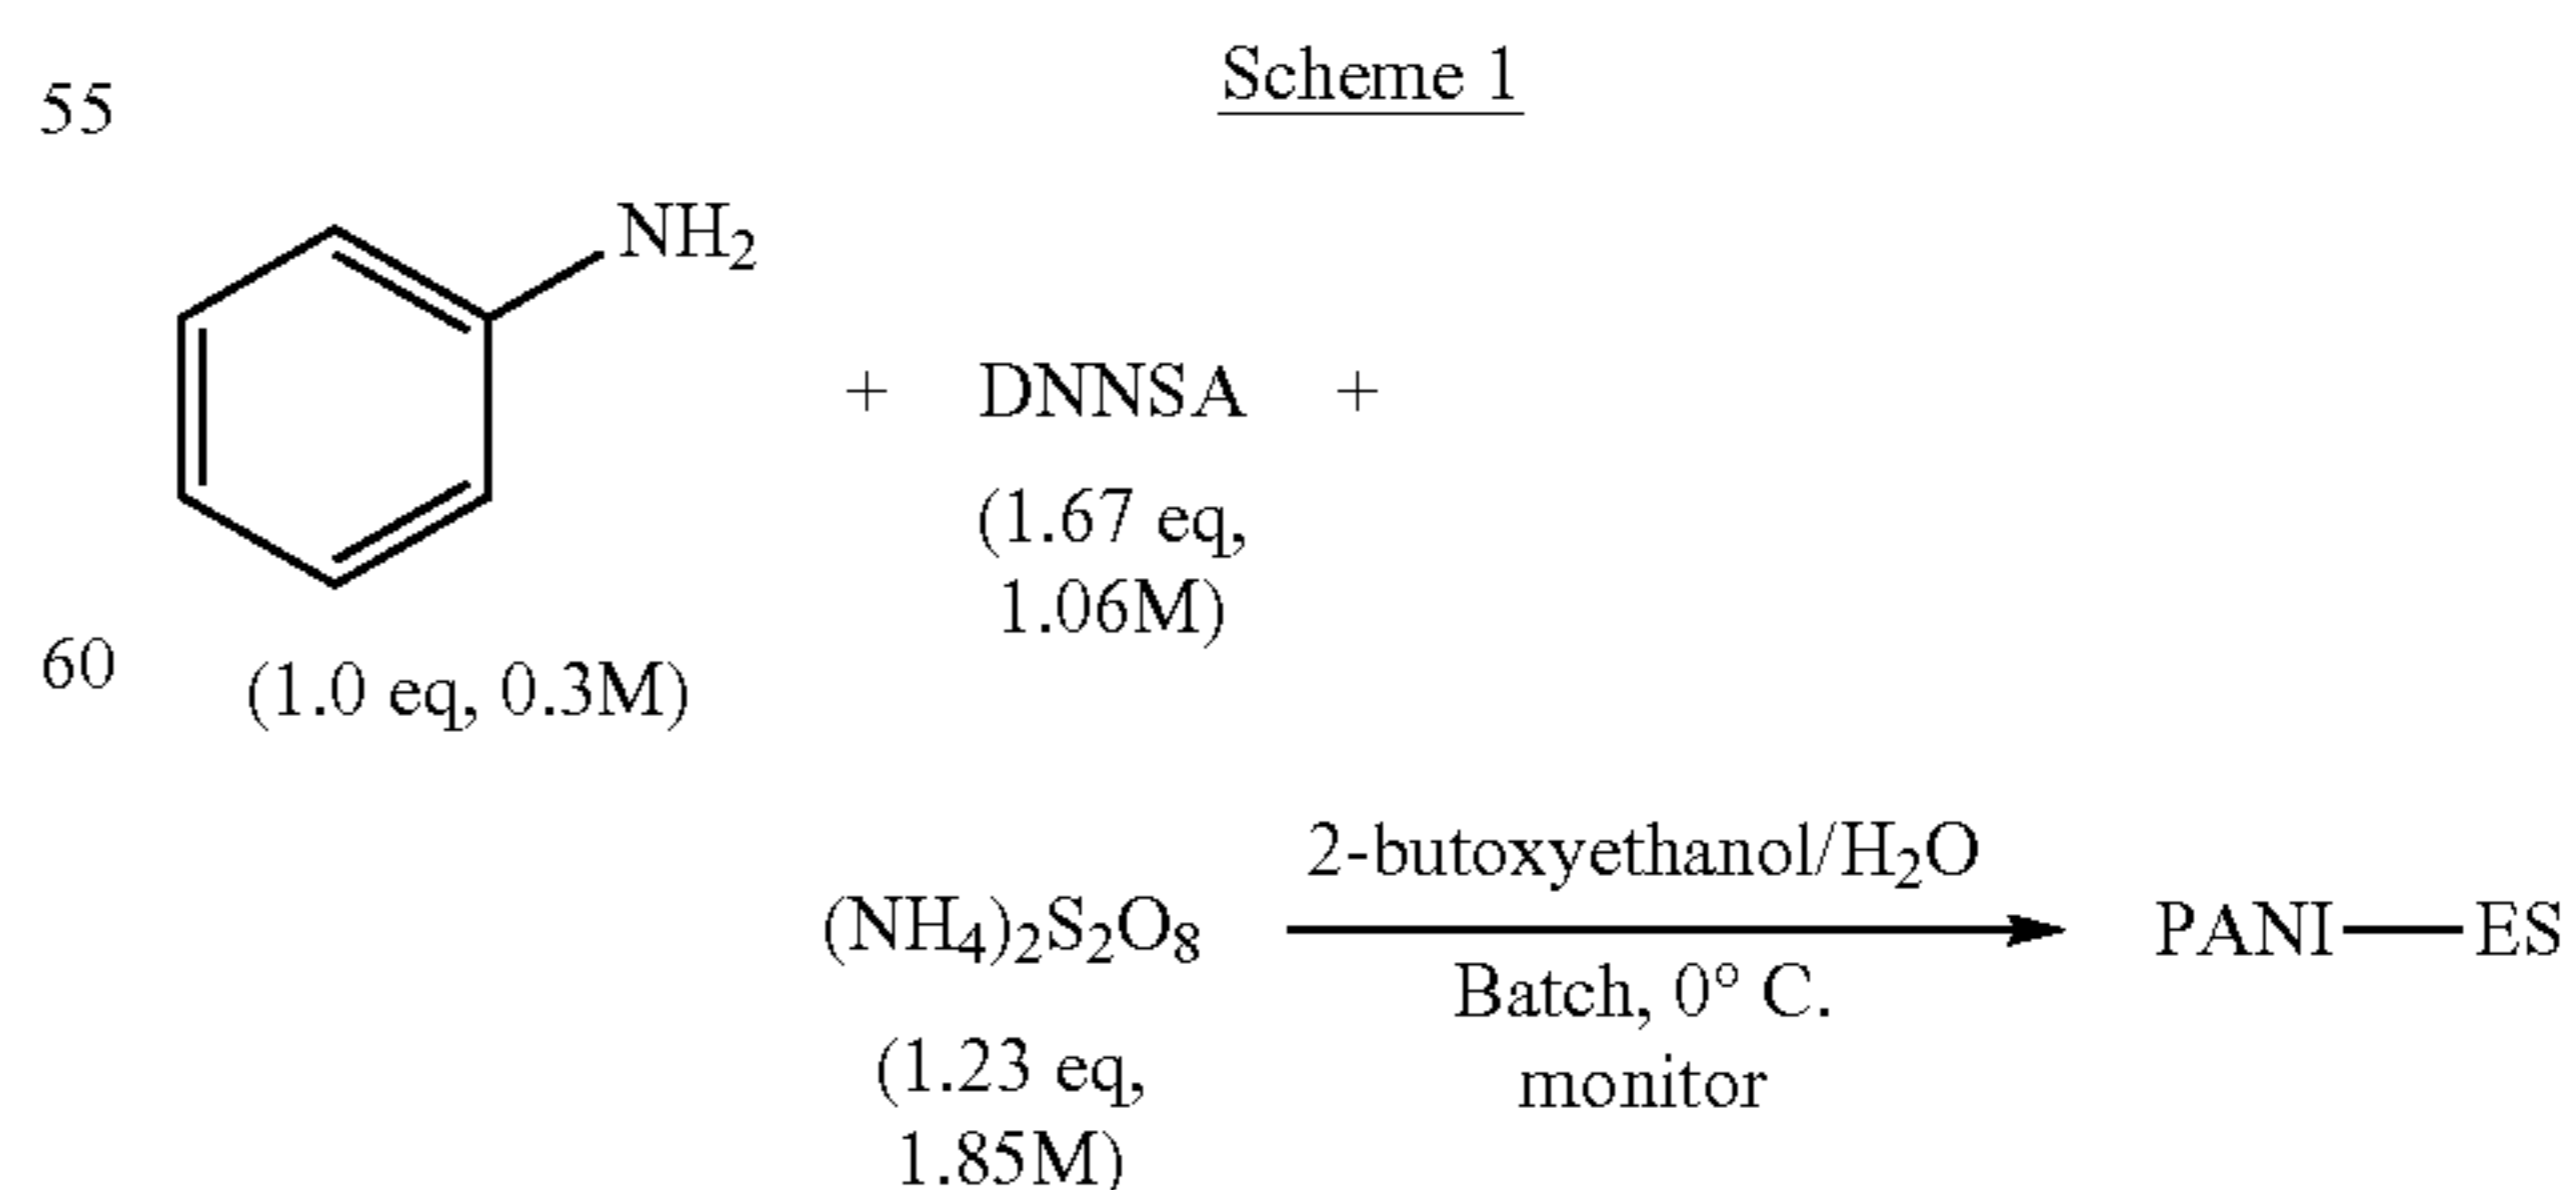 Scheme 1
55
NH₂
+ DNNSA +
(1.67 eq,
1.06M)
60
(1.0 eq, 0.3M)
(NH₄)₂S₂O₈
(1.23 eq,
1.85M)
2-butoxyethanol/H₂O
Batch, 0° C.
monitor
PANI—ES